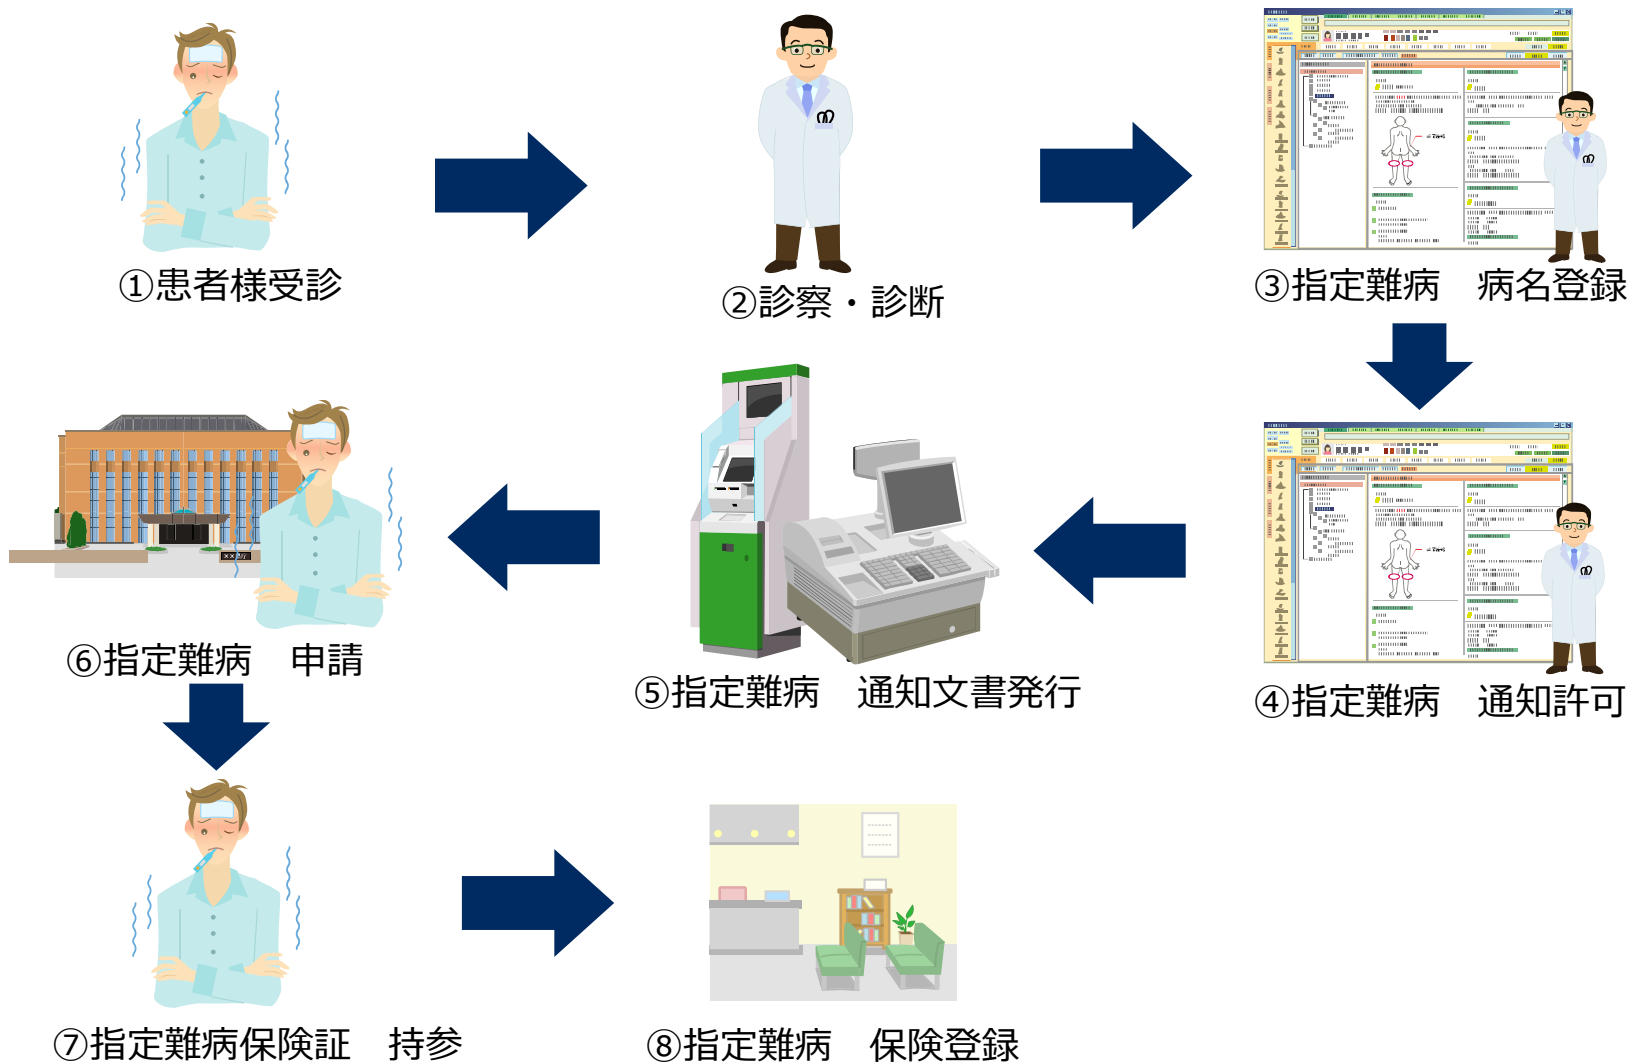 ①患者様受診
②診察・診断
③指定難病　病名登録
④指定難病　通知許可
⑤指定難病　通知文書発行
⑥指定難病　申請
⑦指定難病保険証　持参
⑧指定難病　保険登録